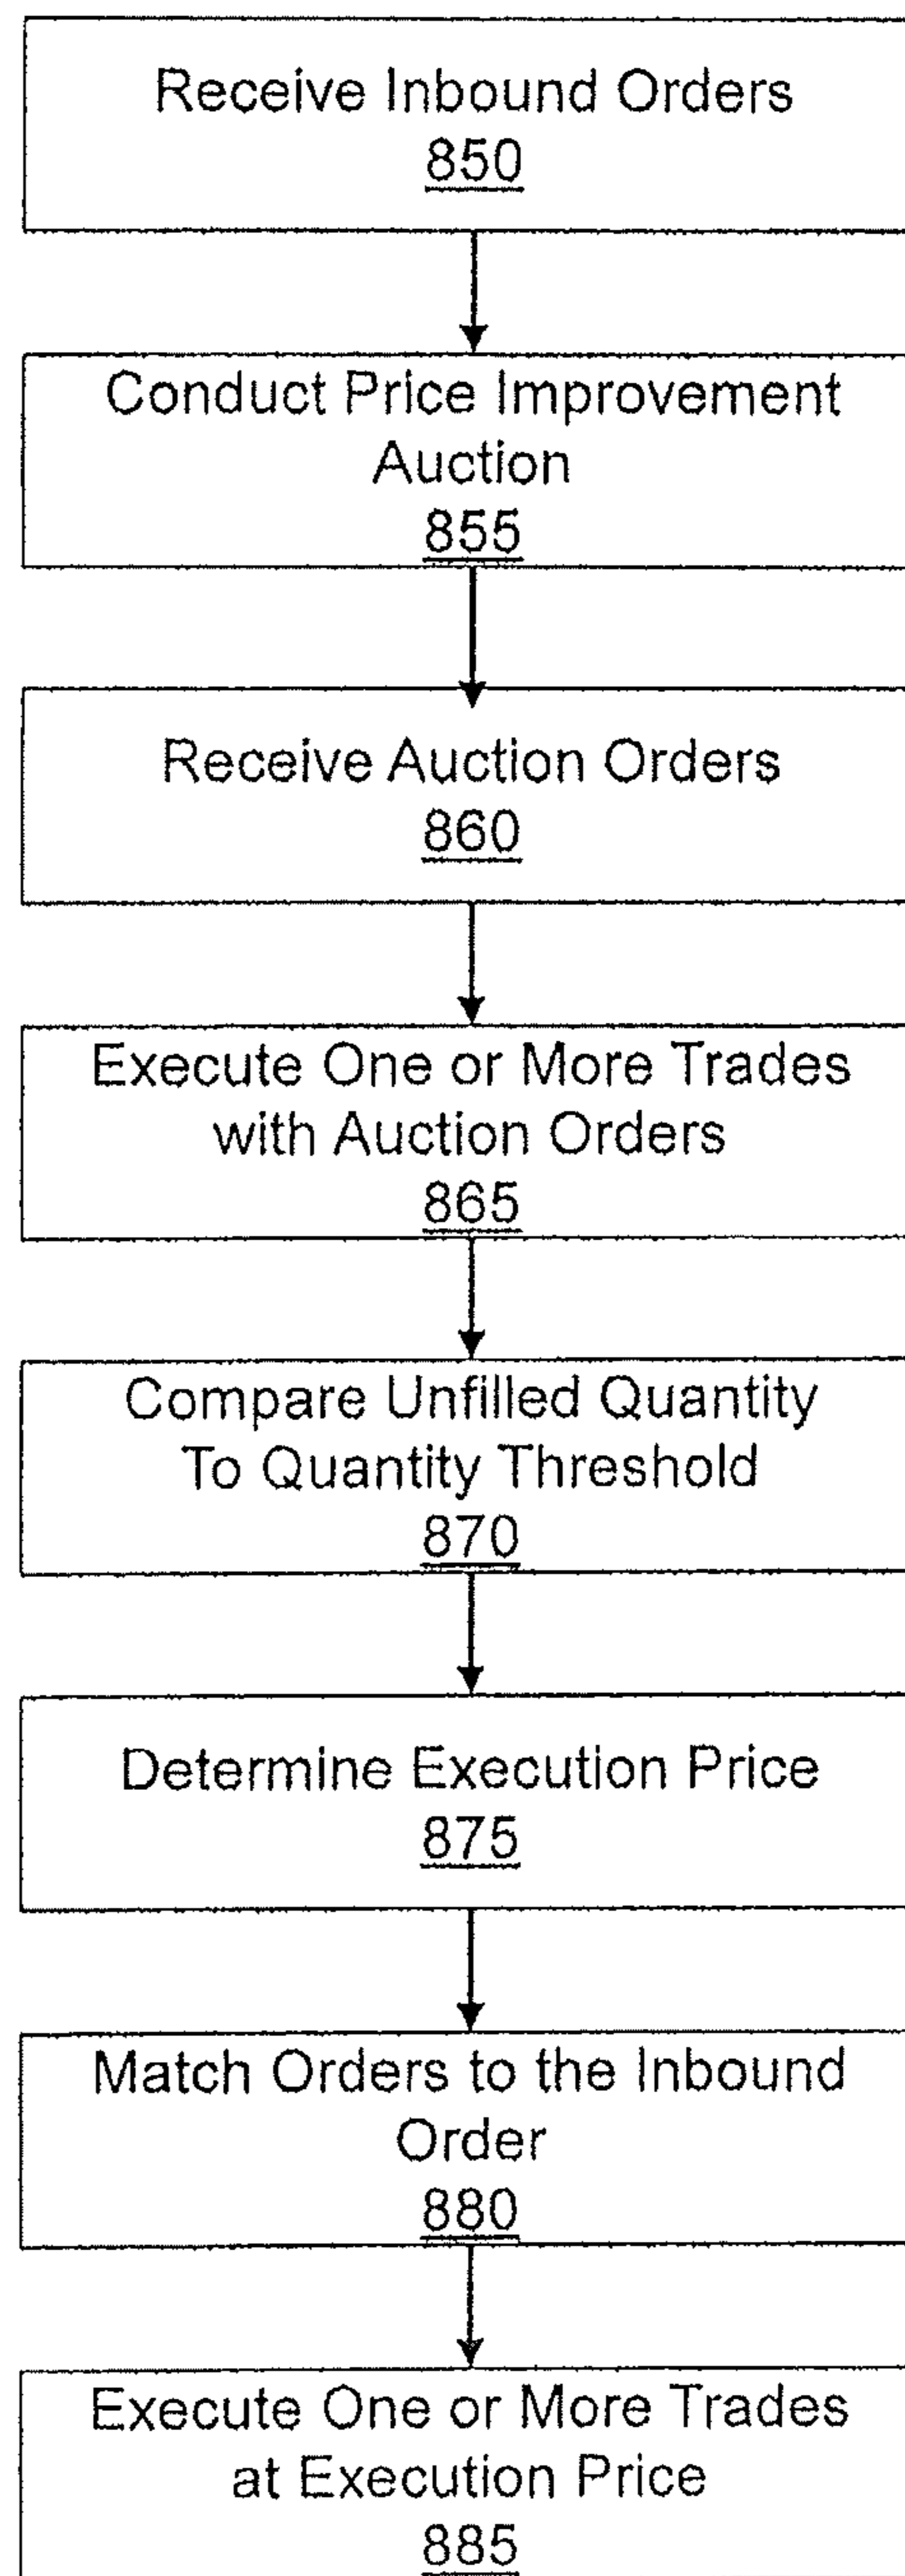 Receive Inbound Orders
850
Conduct Price Improvement
Auction
855
Receive Auction Orders
860
Execute One or More Trades
with Auction Orders
865
Compare Unfilled Quantity
To Quantity Threshold
870
Determine Execution Price
875
Match Orders to the Inbound
Order
880
Execute One or More Trades
at Execution Price
885